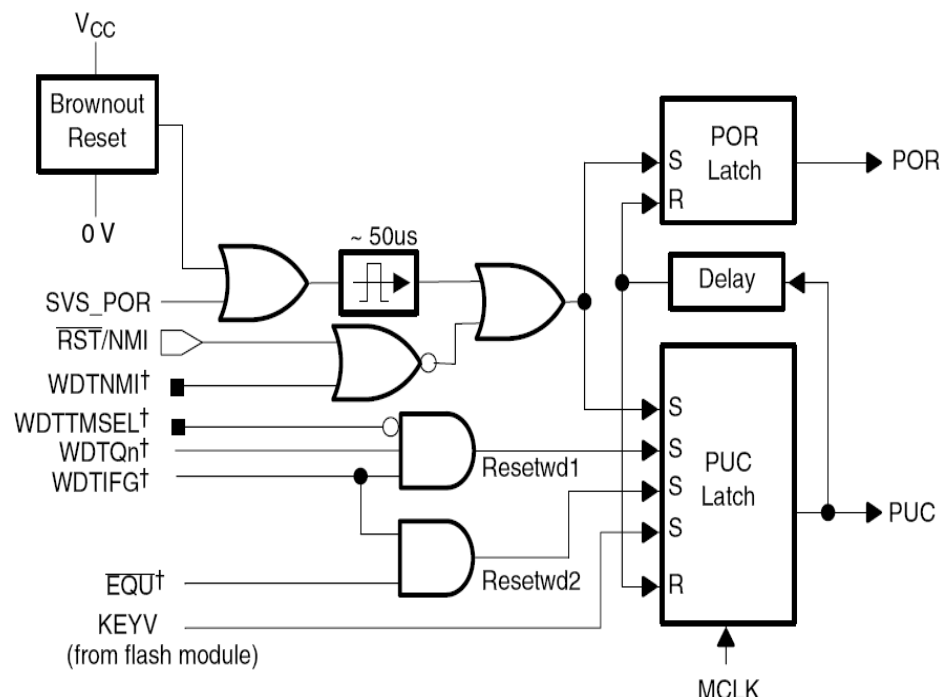 VCC
Brownout
Reset
0 V
~ 50us
SVS_POR
RST/NMI
WDTNMI†
WDTTMSEL†
WDTQn†
WDTIFG†
EQU†
KEYV
(from flash module)
Resetwd1
Resetwd2
S
POR
Latch
R
POR
Delay
S
S
S
S
R
PUC
Latch
PUC
MCLK